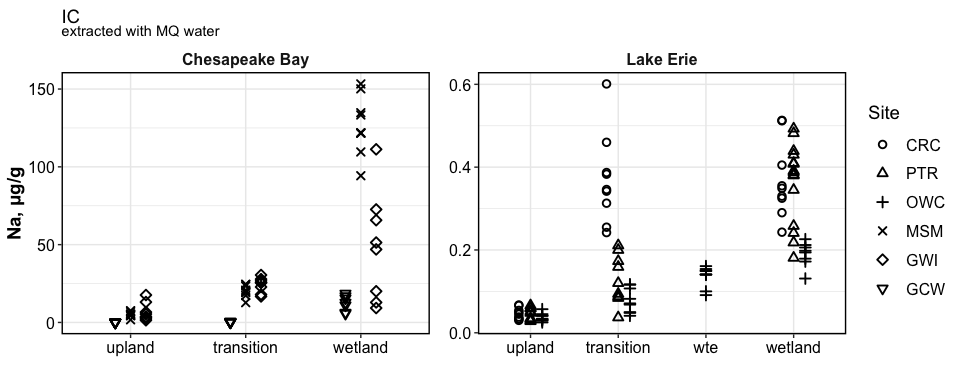 IC
extracted with MQ water
Chesapeake Bay
Lake Erie
Na, µg/g
150
100
50
0
0.6
0.4
0.2
0.0
upland
transition
wetland
upland
transition
wte
wetland
Site
CRC
PTR
OWC
MSM
GWI
GCW